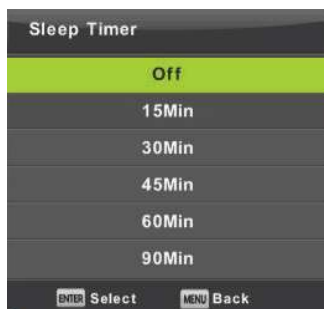 Sleep Timer
Off
15Min
30Min
45Min
60Min
90Min
ENTER Select MENU Back